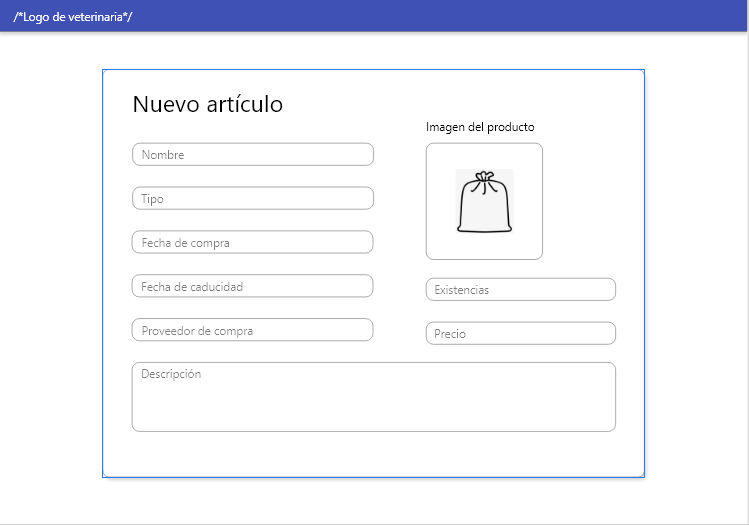 /*Logo de veterinaria*/
Nuevo artículo
Imagen del producto
Nombre
Tipo
Fecha de compra
Fecha de caducidad
Existencias
Proveedor de compra
Precio
Descripción